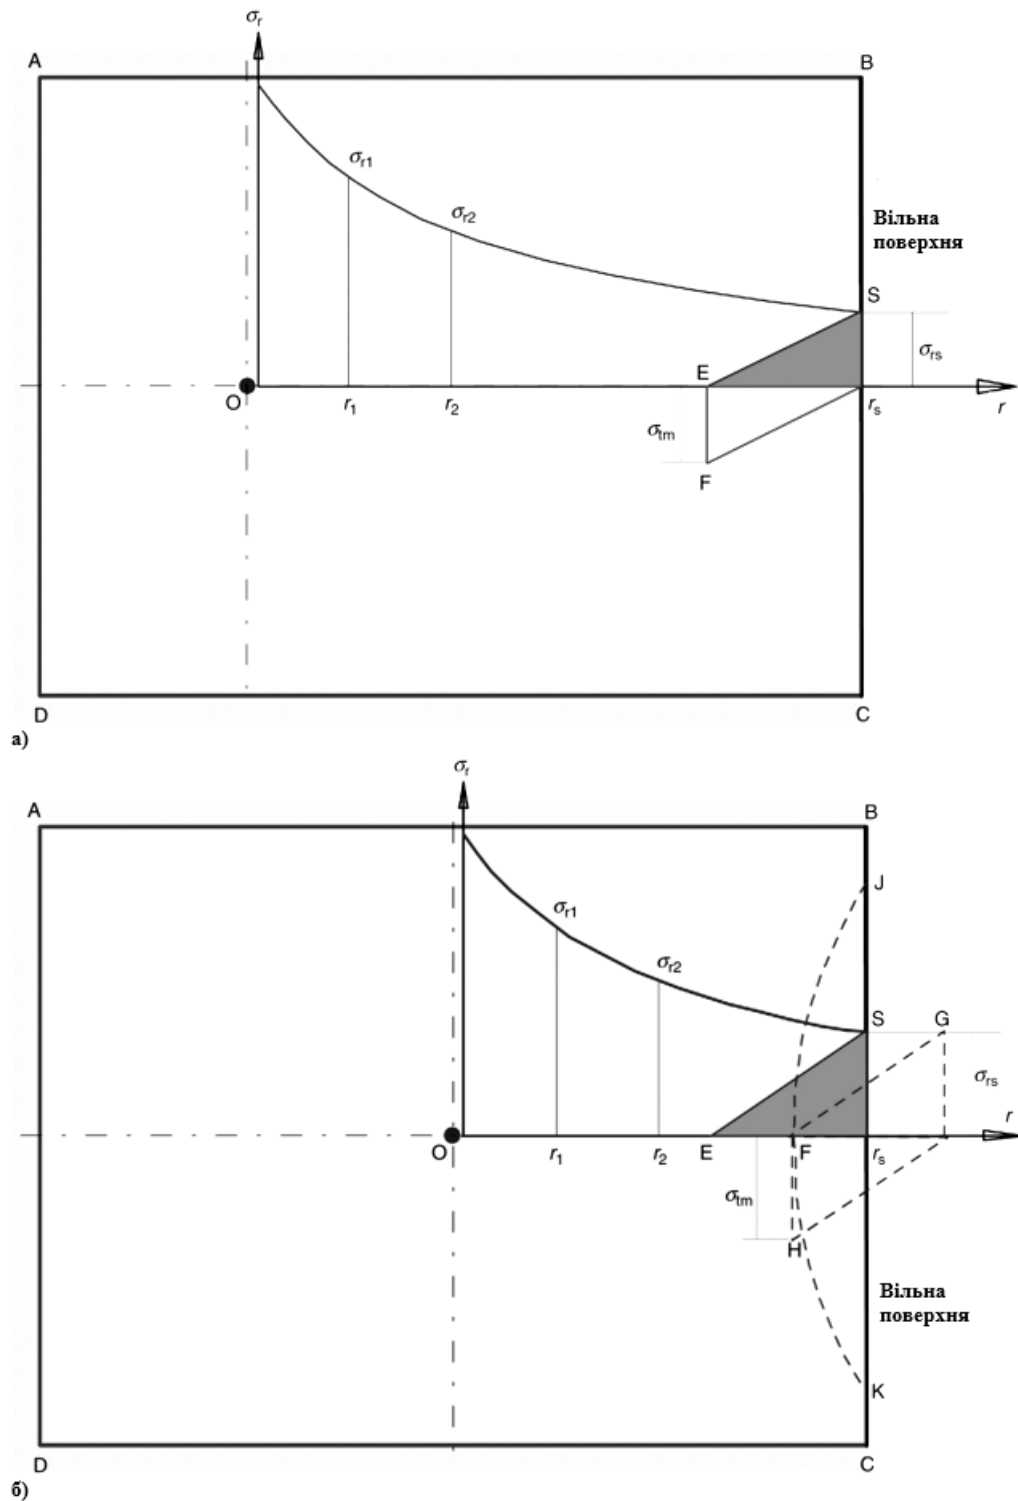 σr
A
B
σr1
σr2
Вільна
поверхня
S
σrs
E
O
r1
r2
rs
r
σtm
F
D
C
а)
σr
A
B
J
σr1
σr2
S
G
σrs
r
O
r1
r2
E
F
rs
σtm
H
Вільна
поверхня
K
D
C
б)